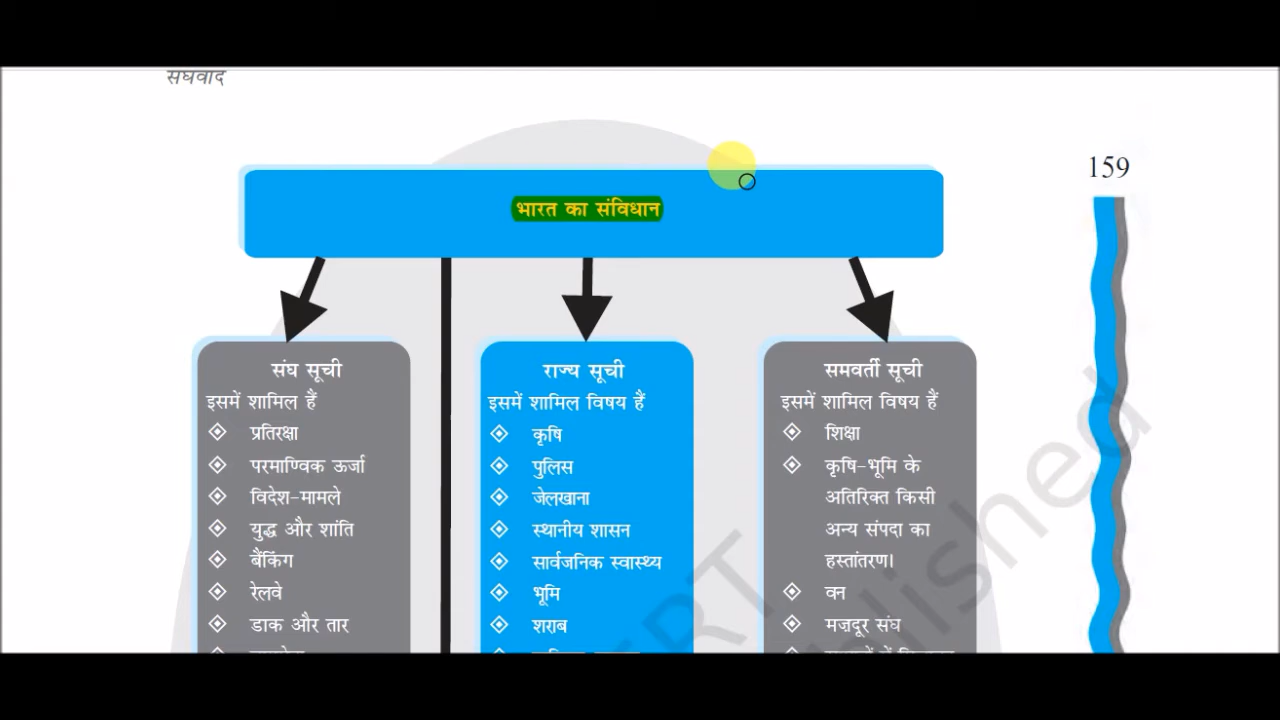 संघवाद
159
भारत का संविधान
संघ सूची
इसमें शामिल हैं
प्रतिरक्षा
परमाण्विक ऊर्जा
विदेश-मामले
युद्ध और शांति
बैंकिंग
रेलवे
डाक और तार
राज्य सूची
इसमें शामिल विषय हैं
कृषि
पुलिस
जेलखाना
स्थानीय शासन
सार्वजनिक स्वास्थ्य
भूमि
शराब
समवर्ती सूची
इसमें शामिल विषय हैं
शिक्षा
कृषि-भूमि के
अतिरिक्त किसी
अन्य संपदा का
हस्तांतरण।
वन
मज़दूर संघ